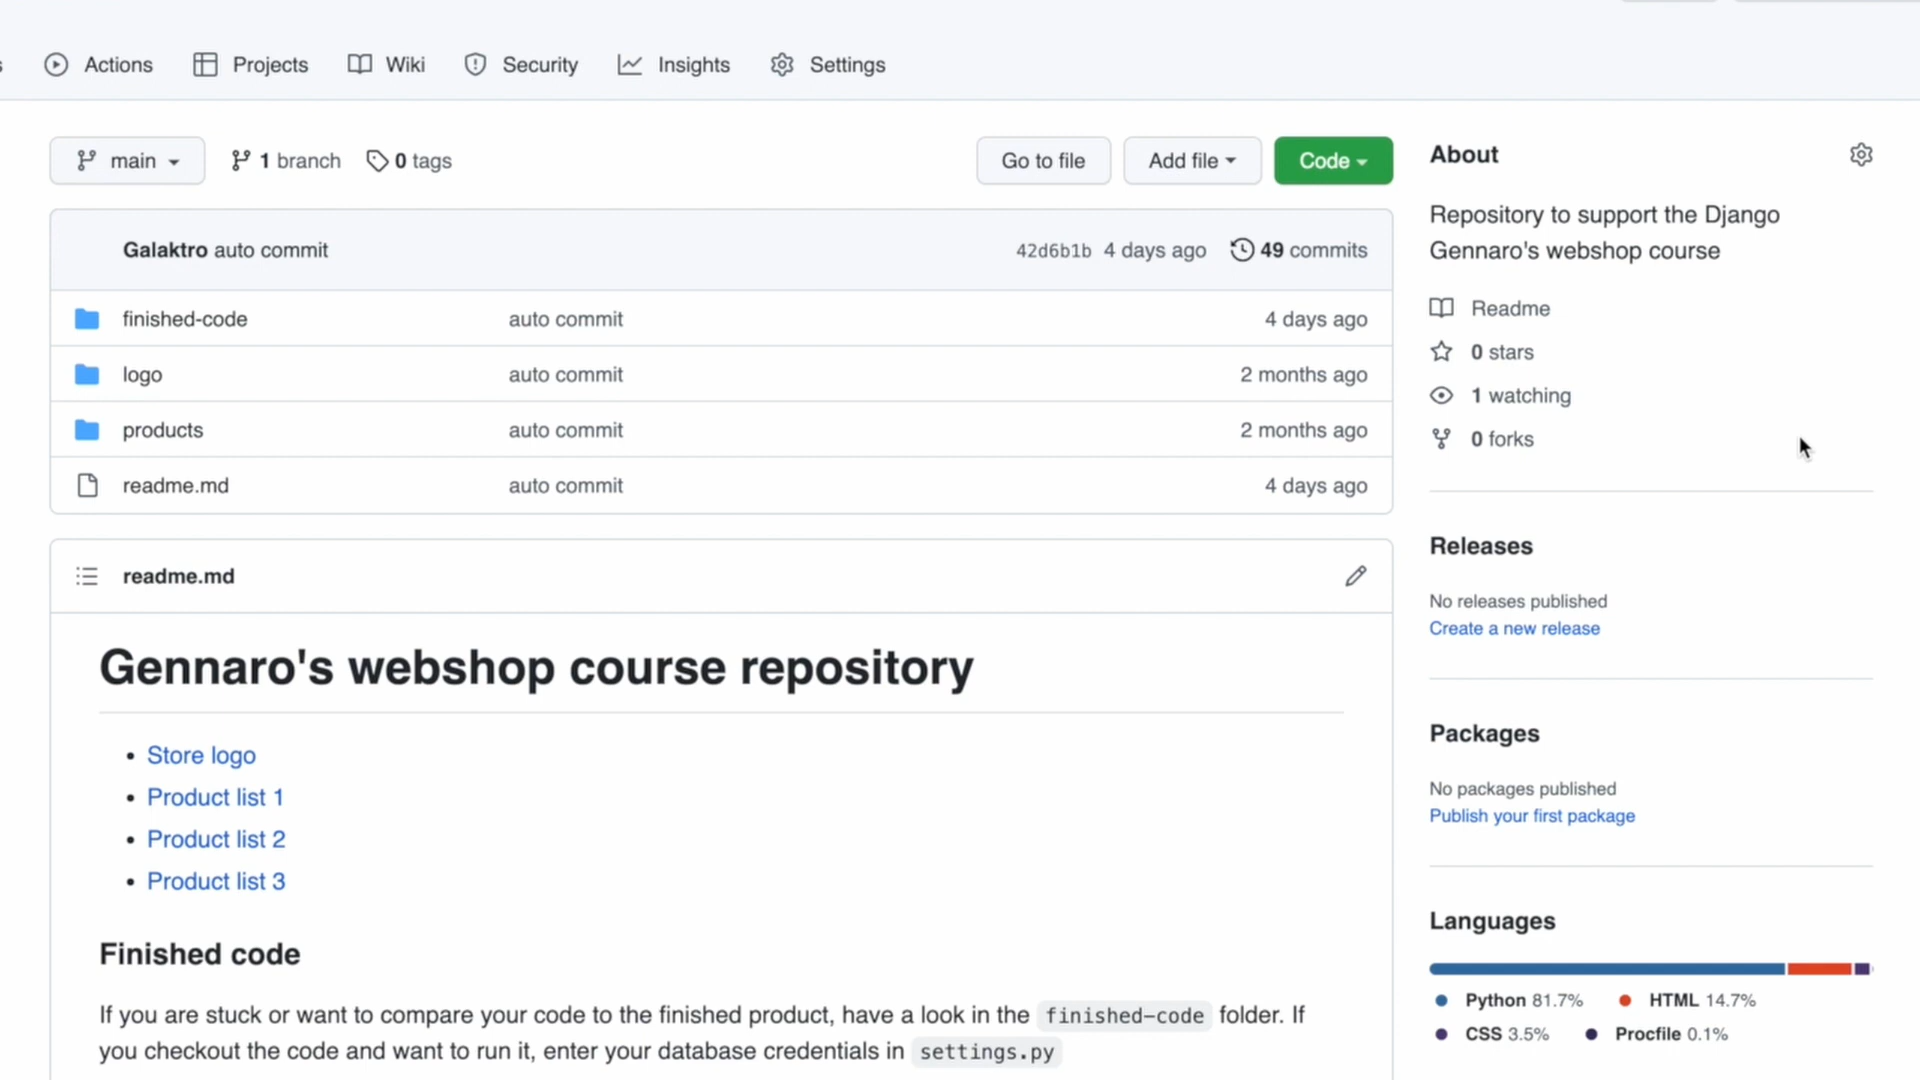 Actions Projects Wiki Security Insights Settings
main 1 branch 0 tags Go to file Add file Code
Galaktro auto commit 42d6b1b 4 days ago 49 commits
finished-code auto commit 4 days ago
logo auto commit 2 months ago
products auto commit 2 months ago
readme.md auto commit 4 days ago
readme.md
Gennaro's webshop course repository
• Store logo
• Product list 1
• Product list 2
• Product list 3
Finished code
If you are stuck or want to compare your code to the finished product, have a look in the finished-code folder. If
you checkout the code and want to run it, enter your database credentials in settings.py
About
Repository to support the Django
Gennaro's webshop course
Readme
0 stars
1 watching
0 forks
Releases
No releases published
Create a new release
Packages
No packages published
Publish your first package
Languages
Python 81.7% HTML 14.7%
CSS 3.5% Procfile 0.1%